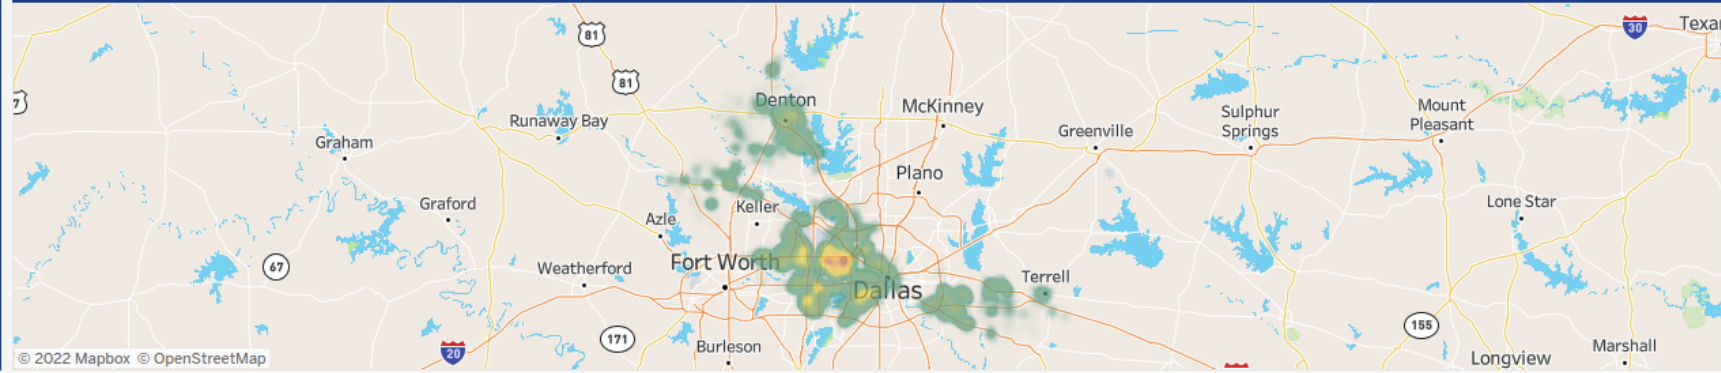 81
30
Texar
81
7
Denton
McKinney
Runaway Bay
Sulphur
Springs
Mount
Pleasant
Greenville
Graham
Plano
Graford
Keller
Lone Star
Azle
67
Weatherford
Fort Worth
Terrell
Dallas
171
155
20
Burleson
Longview
Marshall
© 2022 Mapbox © OpenStreetMap